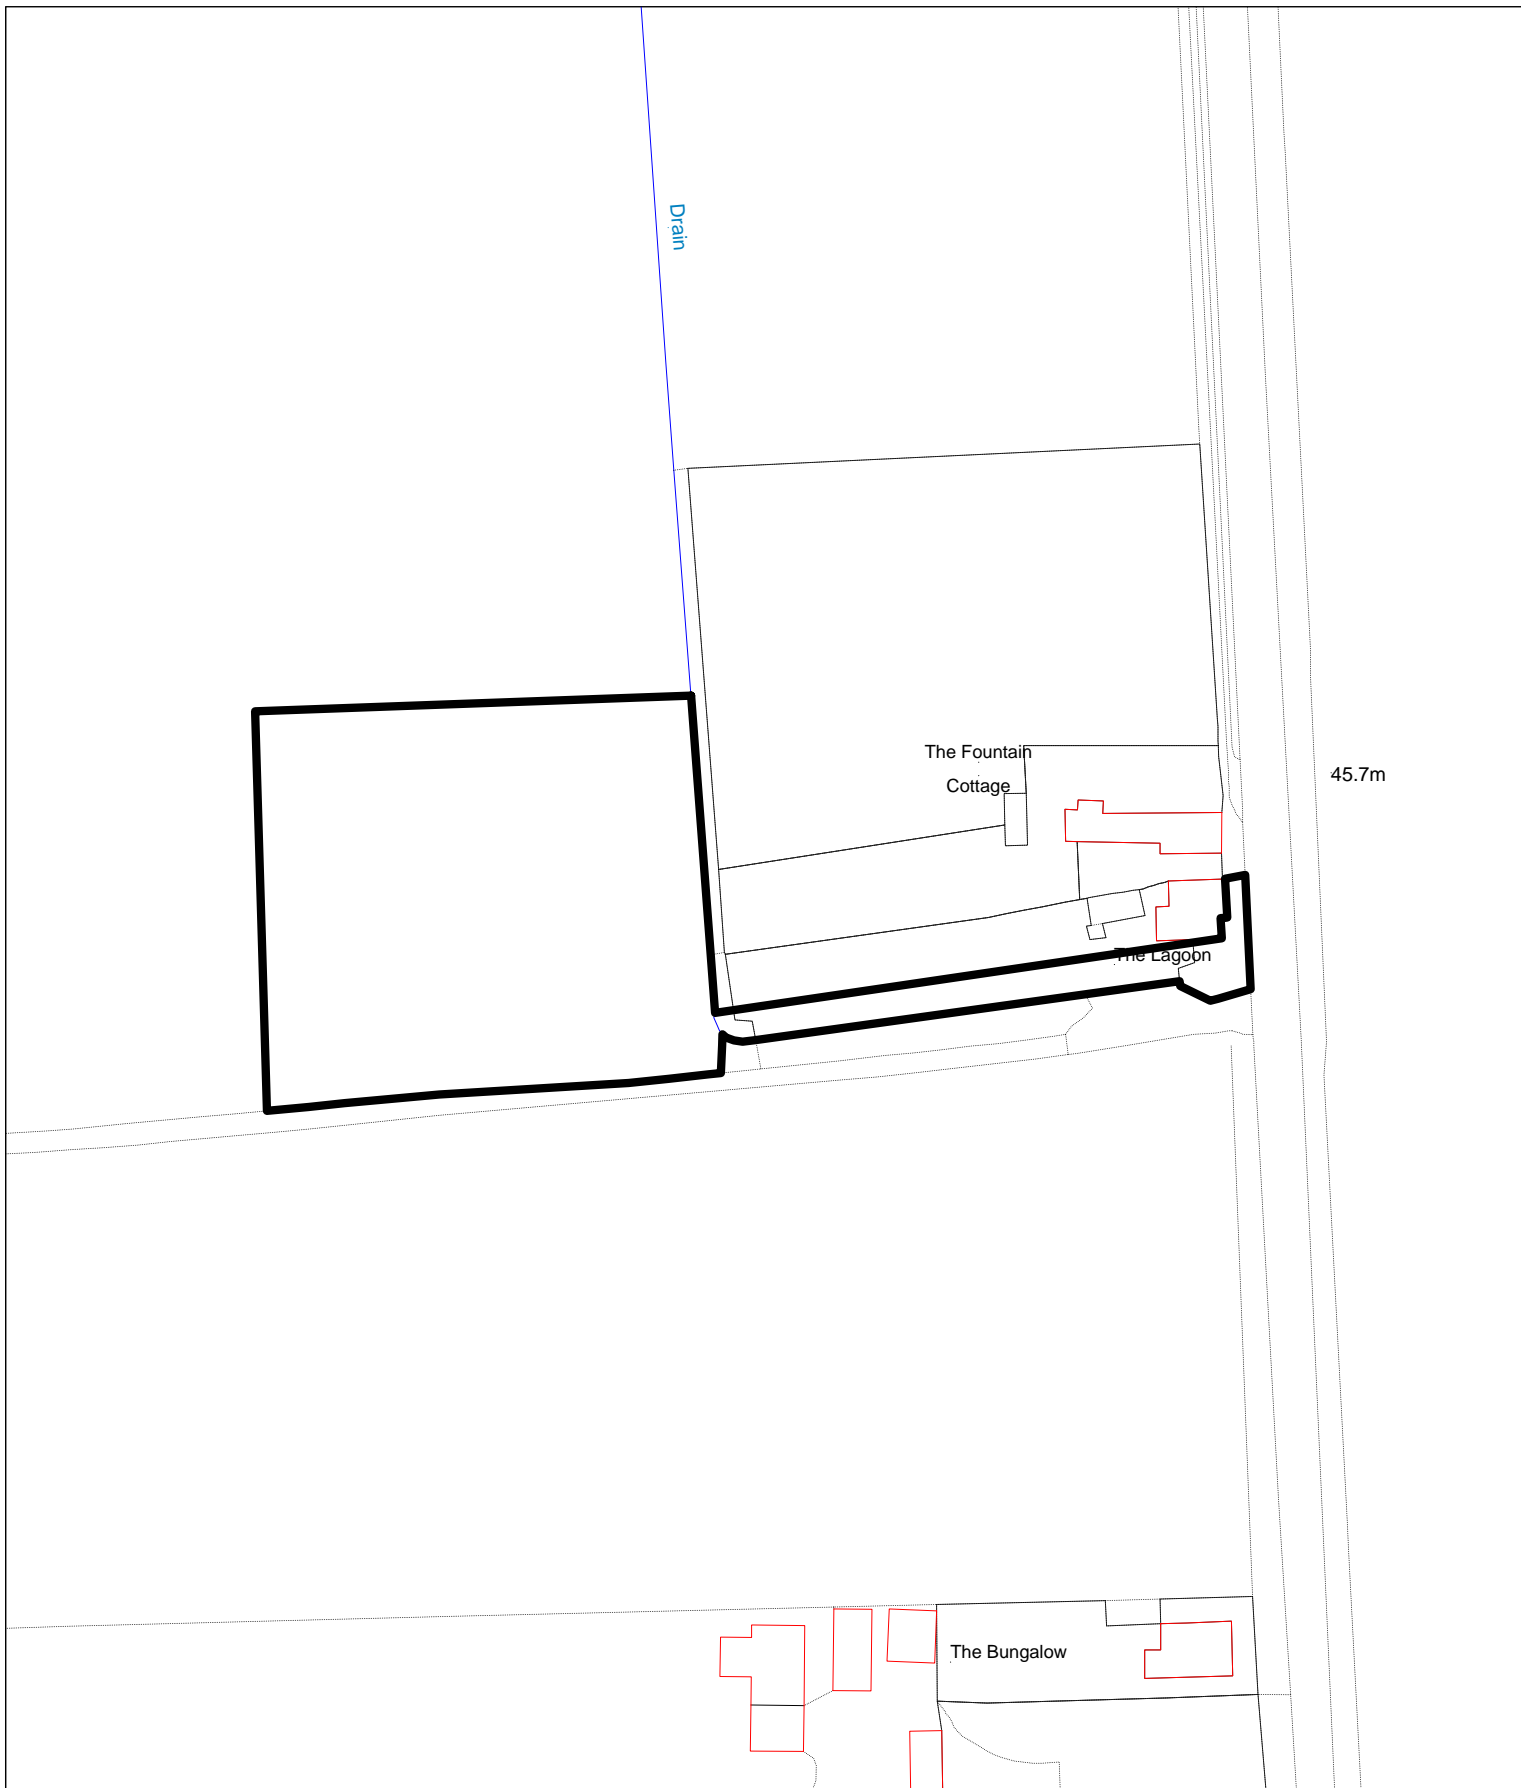 Drain
The Fountain
Cottage
45.7m
The Lagoon
The Bungalow